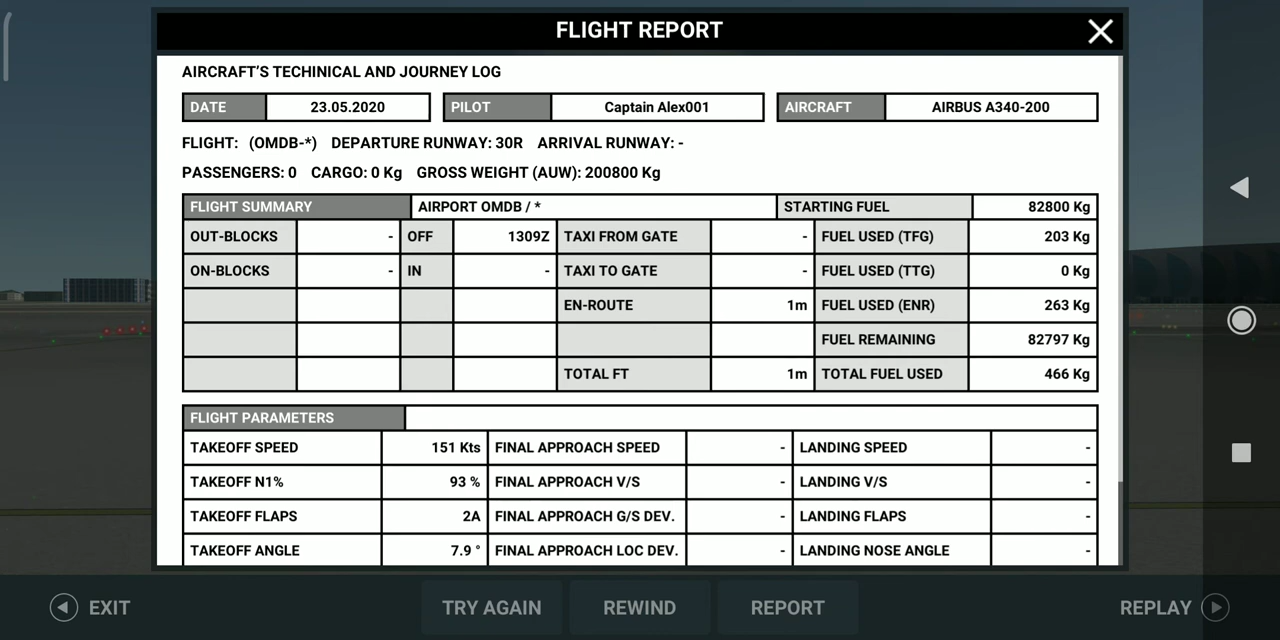 FLIGHT REPORT
AIRCRAFT'S TECHINICAL AND JOURNEY LOG
DATE 23.05.2020 PILOT Captain Alex001 AIRCRAFT AIRBUS A340-200
FLIGHT: (OMDB-*) DEPARTURE RUNWAY: 30R ARRIVAL RUNWAY: -
PASSENGERS: 0 CARGO: 0 Kg GROSS WEIGHT (AUW): 200800 Kg
FLIGHT SUMMARY AIRPORT OMDB / * STARTING FUEL 82800 Kg
OUT-BLOCKS - OFF 1309Z TAXI FROM GATE - FUEL USED (TFG) 203 Kg
ON-BLOCKS - IN - TAXI TO GATE - FUEL USED (TTG) 0 Kg
EN-ROUTE 1m FUEL USED (ENR) 263 Kg
FUEL REMAINING 82797 Kg
TOTAL FT 1m TOTAL FUEL USED 466 Kg
FLIGHT PARAMETERS
TAKEOFF SPEED 151 Kts FINAL APPROACH SPEED - LANDING SPEED -
TAKEOFF N1% 93 % FINAL APPROACH V/S - LANDING V/S -
TAKEOFF FLAPS 2A FINAL APPROACH G/S DEV. - LANDING FLAPS -
TAKEOFF ANGLE 7.9 ° FINAL APPROACH LOC DEV. - LANDING NOSE ANGLE -
EXIT TRY AGAIN REWIND REPORT REPLAY